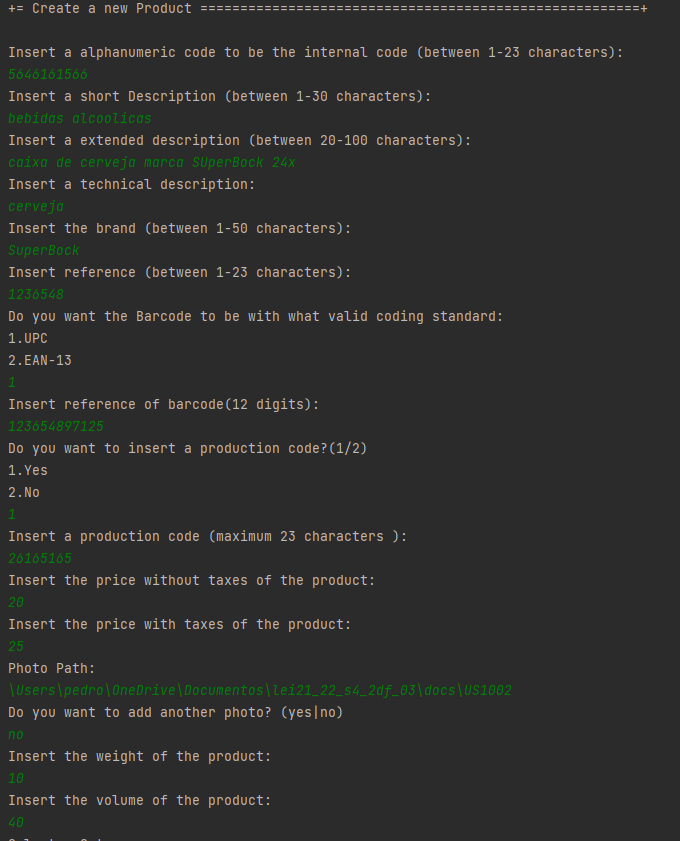 += Create a new Product =======================================================+
Insert a alphanumeric code to be the internal code (between 1-23 characters):
5646161566
Insert a short Description (between 1-30 characters):
bebidas alcoolicas
Insert a extended description (between 20-100 characters):
caixa de cerveja marca SUperBock 24x
Insert a technical description:
cerveja
Insert the brand (between 1-50 characters):
SuperBock
Insert reference (between 1-23 characters):
1236548
Do you want the Barcode to be with what valid coding standard:
1.UPC
2.EAN-13
1
Insert reference of barcode(12 digits):
123654897125
Do you want to insert a production code?(1/2)
1.Yes
2.No
1
Insert a production code (maximum 23 characters ):
26165165
Insert the price without taxes of the product:
20
Insert the price with taxes of the product:
25
Photo Path:
\Users\pedro\OneDrive\Documentos\lei21_22_s4_2df_03\docs\US1002
Do you want to add another photo? (yes|no)
no
Insert the weight of the product:
10
Insert the volume of the product:
40